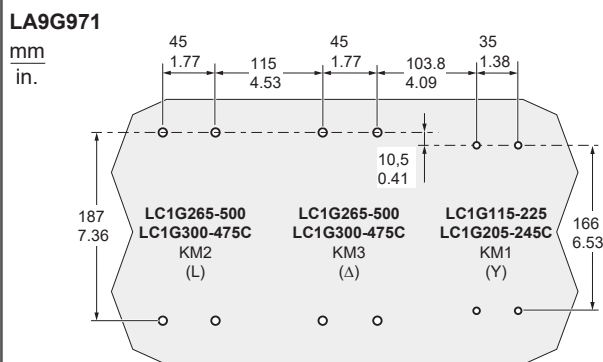 LA9G971
mm
in.
45
1.77
115
4.53
45
1.77
103.8
4.09
35
1.38
10,5
0.41
187
7.36
LC1G265-500
LC1G300-475C
KM2
(L)
LC1G265-500
LC1G300-475C
KM3
(Δ)
LC1G115-225
LC1G205-245C
KM1
(Y)
166
6.53